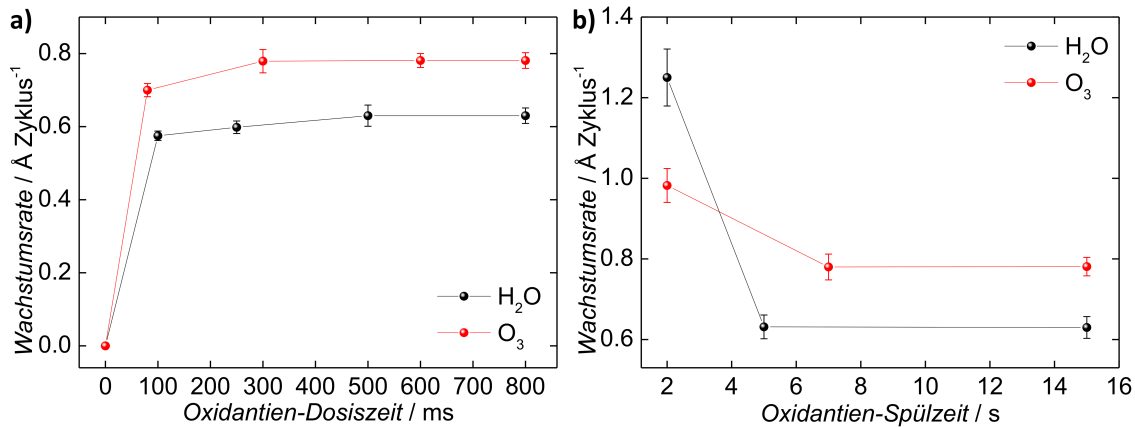 a)
Wachstumsrate / Å Zyklus⁻¹
0.8
0.6
0.4
0.2
0.0
0 100 200 300 400 500 600 700 800
Oxidantien-Dosiszeit / ms
H₂O
O₃
b)
Wachstumsrate / Å Zyklus⁻¹
1.4
1.2
1.0
0.8
0.6
2 4 6 8 10 12 14 16
Oxidantien-Spülzeit / s
H₂O
O₃